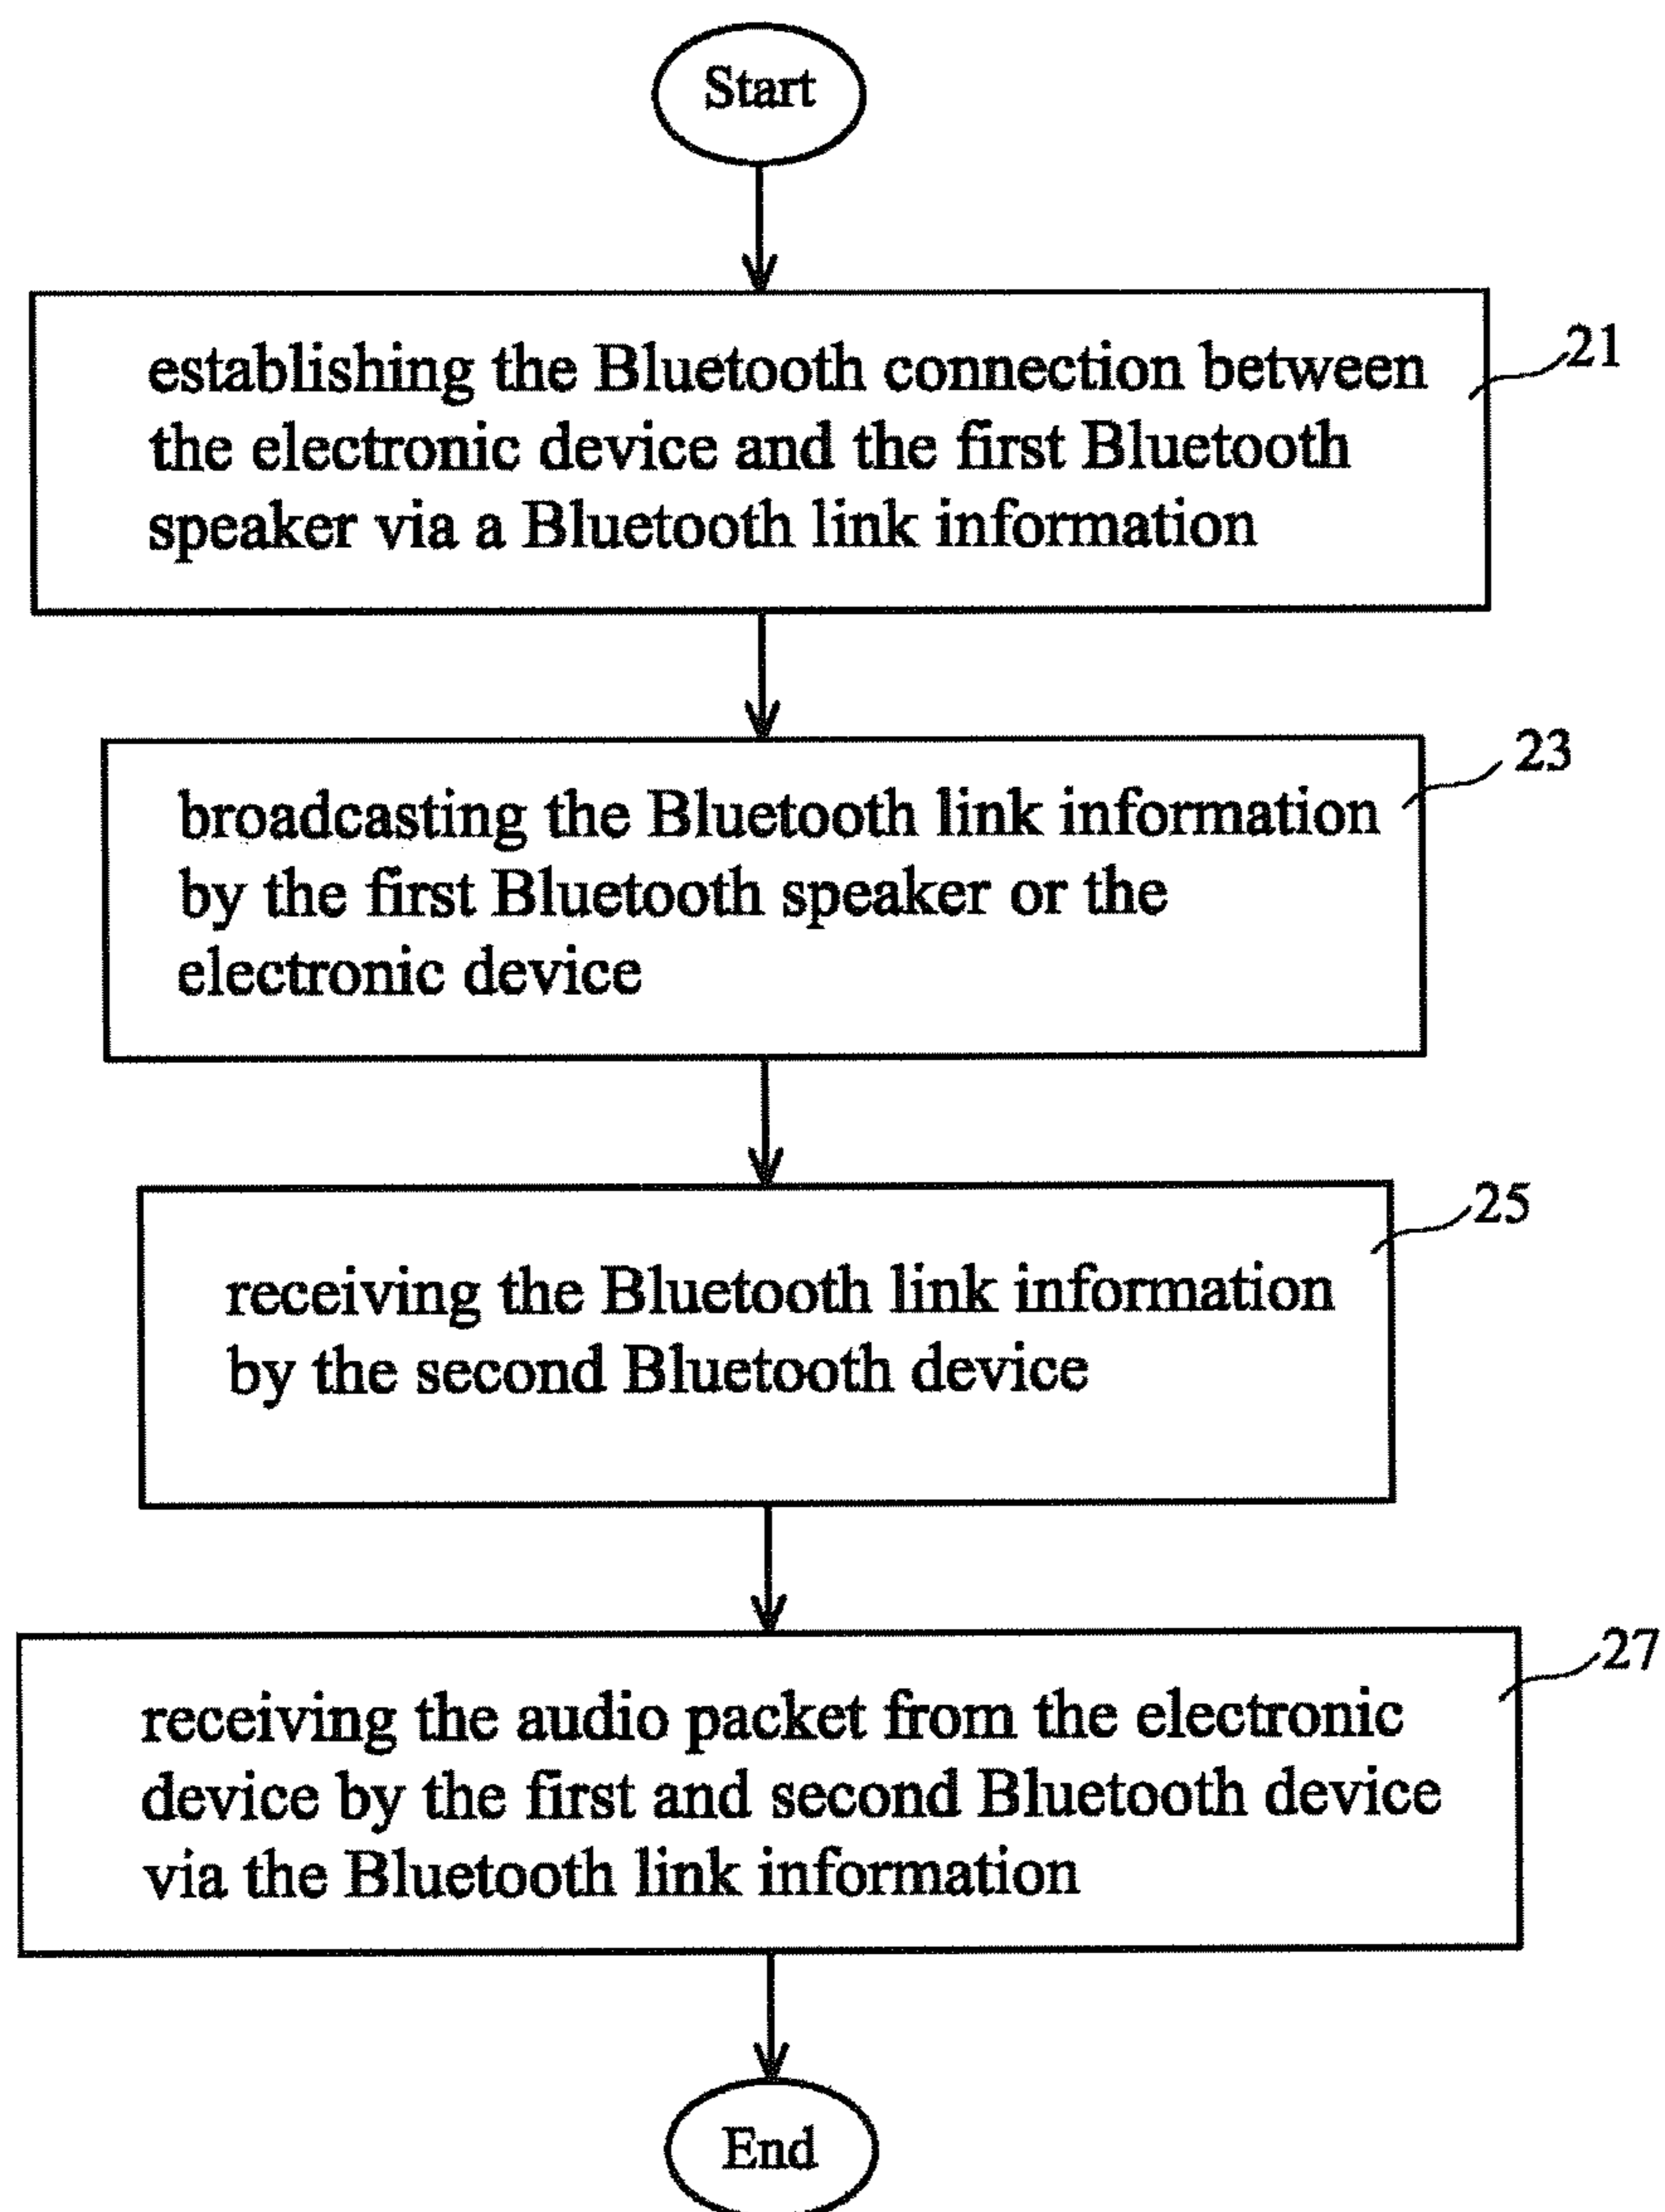 Start
establishing the Bluetooth connection between
the electronic device and the first Bluetooth
speaker via a Bluetooth link information
21
broadcasting the Bluetooth link information
by the first Bluetooth speaker or the
electronic device
23
receiving the Bluetooth link information
by the second Bluetooth device
25
receiving the audio packet from the electronic
device by the first and second Bluetooth device
via the Bluetooth link information
27
End